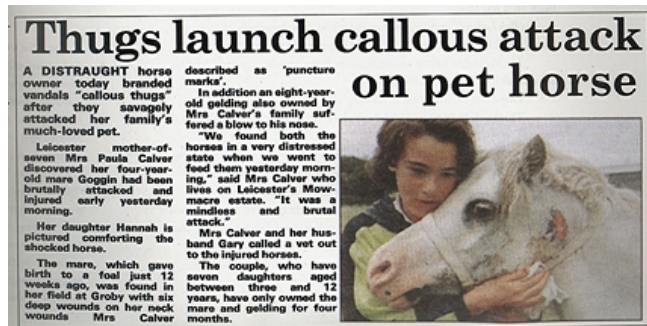 Thugs launch callous attack
on pet horse
A DISTRAUGHT horse
owner today branded
vandals "callous thugs"
after they savagely
attacked her family's
much-loved pet.
Leicester mother-of-
seven Mrs Paula Calver
discovered her four-year-
old mare Goggin had been
brutally attacked and
injured early yesterday
morning.
Her daughter Hannah is
pictured comforting the
shocked horse.
The mare, which gave
birth to a foal just 12
weeks ago, was found in
her field at Groby with six
deep wounds on her neck
wounds Mrs Calver
described as 'puncture
marks'.
In addition an eight-year-
old gelding also owned by
Mrs Calver's family suf-
fered a blow to his nose.
"We found both the
horses in a very distressed
state when we went to
feed them yesterday morn-
ing," said Mrs Calver who
lives on Leicester's Mow-
macre estate. "It was a
mindless and brutal
attack."
Mrs Calver and her hus-
band Gary called a vet out
to the injured horses.
The couple, who have
seven daughters aged
between three and 12
years, have only owned the
mare and gelding for four
months.